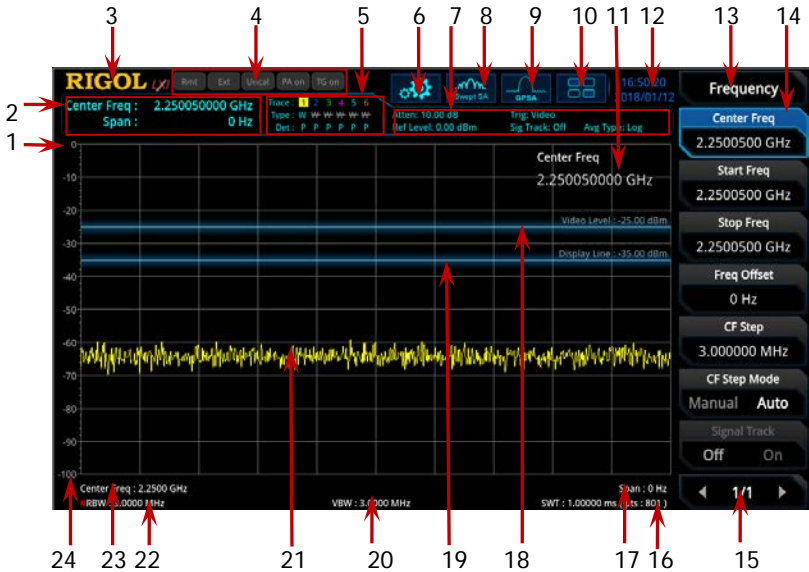 3 4 5 6 7 8 9 10 11 12 13 14
RIGOL LXI Rmt Ext Uncal PA on TG on
Swept SA GPSA
16:50:20
2018/01/12
Frequency
2
Center Freq : 2.250050000 GHz
Span : 0 Hz
Trace : 1 2 3 4 5 6
Type : W W W W W W
Det : P P P P P P
Atten: 10.00 dB
Ref Level: 0.00 dBm
Trig: Video
Sig Track: Off Avg Type: Log
1
0
-10
-20
-30
-40
-50
-60
-70
-80
-90
-100
Center Freq
2.250050000 GHz
Video Level : -25.00 dBm
Display Line : -35.00 dBm
Center Freq
2.2500500 GHz
Start Freq
2.2500500 GHz
Stop Freq
2.2500500 GHz
Freq Offset
0 Hz
CF Step
3.000000 MHz
CF Step Mode
Manual Auto
Signal Track
Off On
1/1
Center Freq : 2.2500 GHz Span : 0 Hz
RBW : 3.0000 MHz VBW : 3.0000 MHz SWT : 1.00000 ms ( pts : 801 )
24 23 22 21 20 19 18 17 16 15